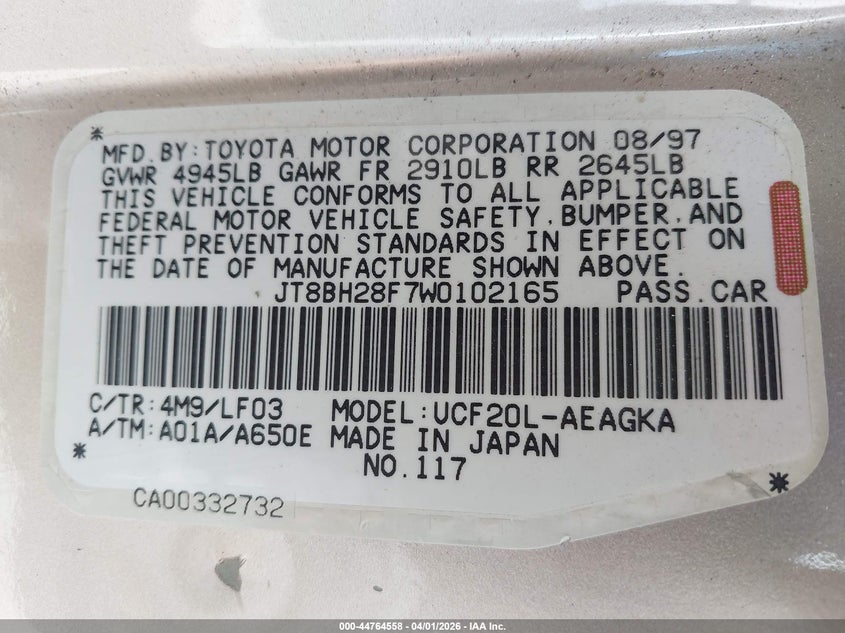 MFD.BY:TOYOTA MOTOR CORPORATION 08/97
GVWR 4945LB GAWR FR 2910LB RR 2645LB
THIS VEHICLE CONFORMS TO ALL APPLICABLE
FEDERAL MOTOR VEHICLE SAFETY,BUMPER,AND
THEFT PREVENTION STANDARDS IN EFFECT ON
THE DATE OF MANUFACTURE SHOWN ABOVE.
JT8BH28F7W0102165 PASS.CAR
C/TR:4M9/LF03 MODEL:UCF20L-AEAGKA
A/TM:A01A/A650E MADE IN JAPAN
NO.117
CA00332732
000-44764558 | 04/01/2026 | IAA Inc.